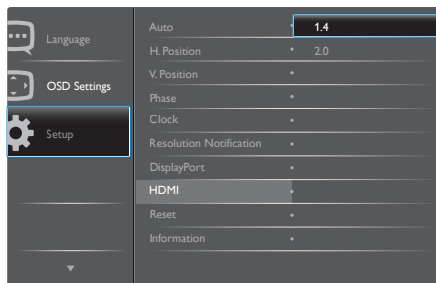 Language
OSD Settings
Setup
Auto
H. Position
V. Position
Phase
Clock
Resolution Notification
DisplayPort
HDMI
Reset
Information
1.4
2.0